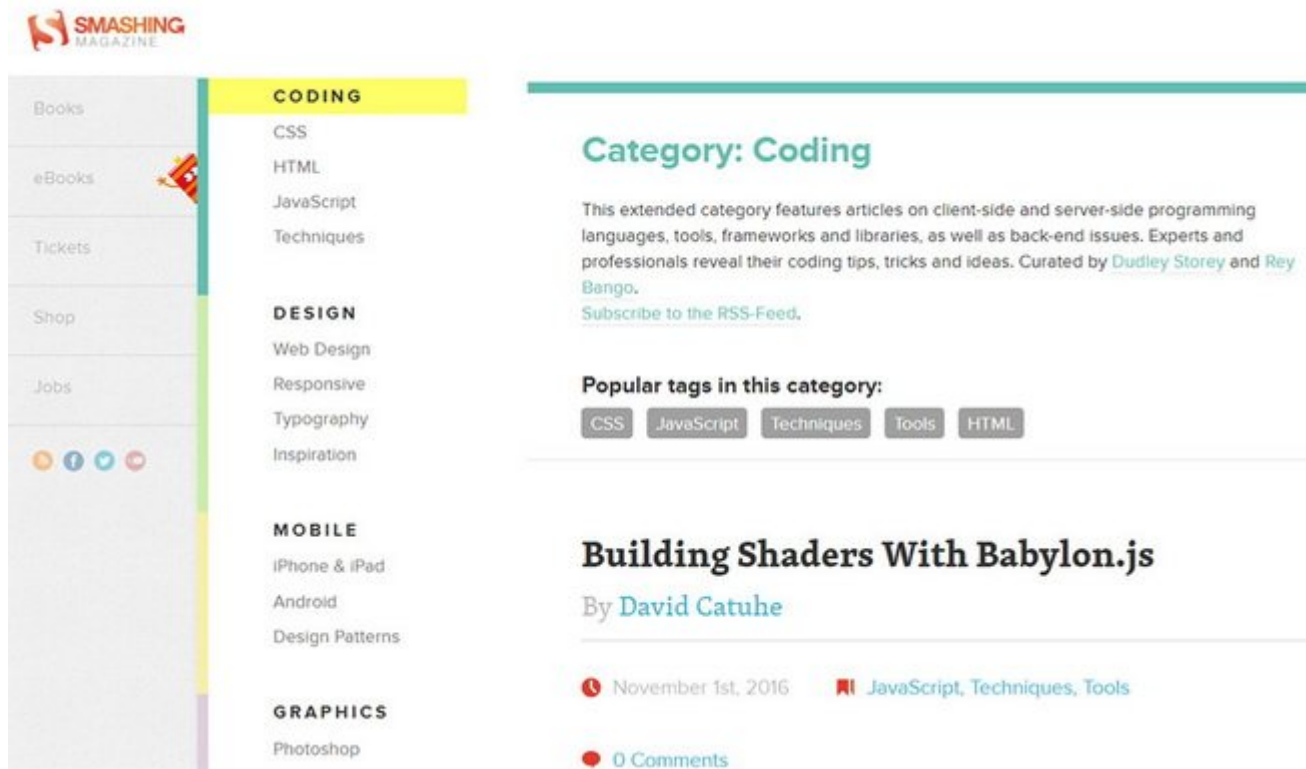 SMASHING
MAGAZINE
Books
eBooks
Tickets
Shop
Jobs
CODING
CSS
HTML
JavaScript
Techniques
DESIGN
Web Design
Responsive
Typography
Inspiration
MOBILE
iPhone & iPad
Android
Design Patterns
GRAPHICS
Photoshop
Category: Coding
This extended category features articles on client-side and server-side programming
languages, tools, frameworks and libraries, as well as back-end issues. Experts and
professionals reveal their coding tips, tricks and ideas. Curated by Dudley Storey and Rey
Bango.
Subscribe to the RSS-Feed.
Popular tags in this category:
CSS JavaScript Techniques Tools HTML
Building Shaders With Babylon.js
By David Catuhe
November 1st, 2016 JavaScript, Techniques, Tools
0 Comments